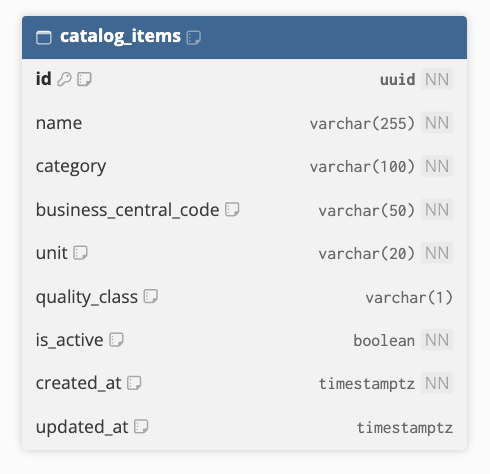 catalog_items
id uuid NN
name varchar(255) NN
category varchar(100) NN
business_central_code varchar(50) NN
unit varchar(20) NN
quality_class varchar(1)
is_active boolean NN
created_at timestamptz NN
updated_at timestamptz